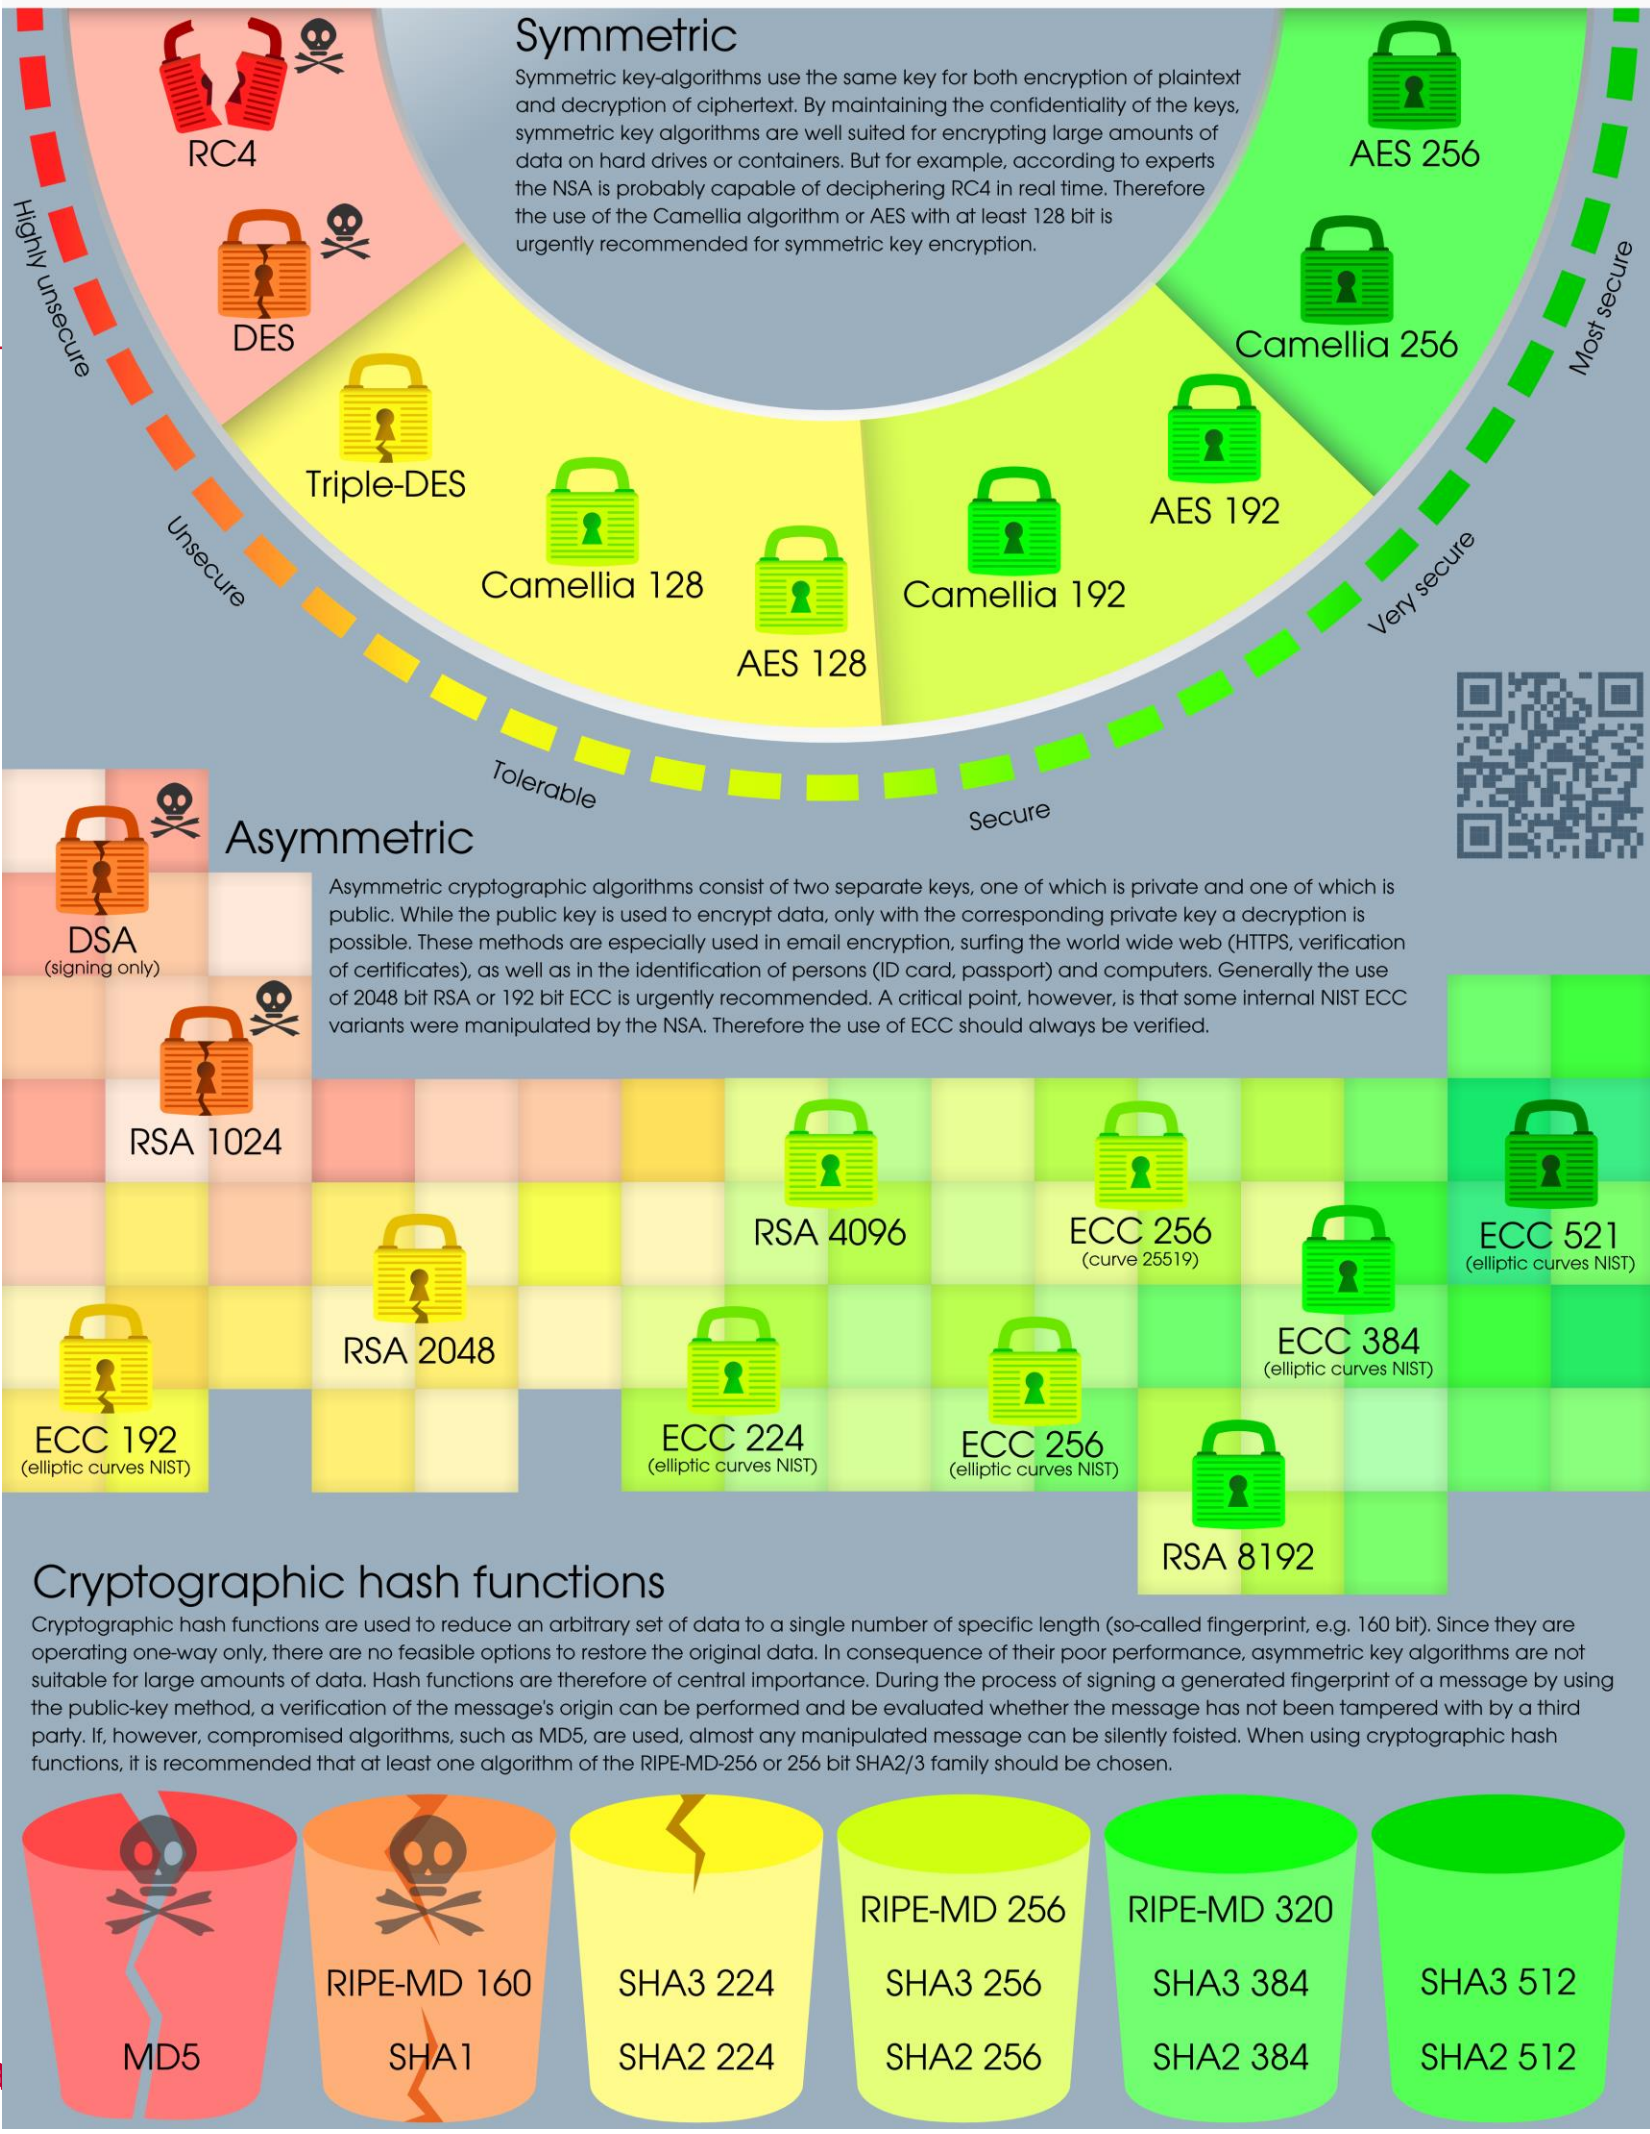 Symmetric
Symmetric key-algorithms use the same key for both encryption of plaintext
and decryption of ciphertext. By maintaining the confidentiality of the keys,
symmetric key algorithms are well suited for encrypting large amounts of
data on hard drives or containers. But for example, according to experts
the NSA is probably capable of deciphering RC4 in real time. Therefore
the use of the Camellia algorithm or AES with at least 128 bit is
urgently recommended for symmetric key encryption.
RC4
DES
Triple-DES
Camellia 128
AES 128
Camellia 192
AES 192
Camellia 256
AES 256
Highly unsecure
Unsecure
Tolerable
Secure
Very secure
Most secure
Asymmetric
Asymmetric cryptographic algorithms consist of two separate keys, one of which is private and one of which is
public. While the public key is used to encrypt data, only with the corresponding private key a decryption is
possible. These methods are especially used in email encryption, surfing the world wide web (HTTPS, verification
of certificates), as well as in the identification of persons (ID card, passport) and computers. Generally the use
of 2048 bit RSA or 192 bit ECC is urgently recommended. A critical point, however, is that some internal NIST ECC
variants were manipulated by the NSA. Therefore the use of ECC should always be verified.
DSA
(signing only)
RSA 1024
RSA 4096
ECC 256
(curve 25519)
ECC 521
(elliptic curves NIST)
RSA 2048
ECC 384
(elliptic curves NIST)
ECC 192
(elliptic curves NIST)
ECC 224
(elliptic curves NIST)
ECC 256
(elliptic curves NIST)
RSA 8192
Cryptographic hash functions
Cryptographic hash functions are used to reduce an arbitrary set of data to a single number of specific length (so-called fingerprint, e.g. 160 bit). Since they are
operating one-way only, there are no feasible options to restore the original data. In consequence of their poor performance, asymmetric key algorithms are not
suitable for large amounts of data. Hash functions are therefore of central importance. During the process of signing a generated fingerprint of a message by using
the public-key method, a verification of the message's origin can be performed and be evaluated whether the message has not been tampered with by a third
party. If, however, compromised algorithms, such as MD5, are used, almost any manipulated message can be silently foisted. When using cryptographic hash
functions, it is recommended that at least one algorithm of the RIPE-MD-256 or 256 bit SHA2/3 family should be chosen.
MD5
RIPE-MD 160
SHA1
SHA3 224
SHA2 224
RIPE-MD 256
SHA3 256
SHA2 256
RIPE-MD 320
SHA3 384
SHA2 384
SHA3 512
SHA2 512